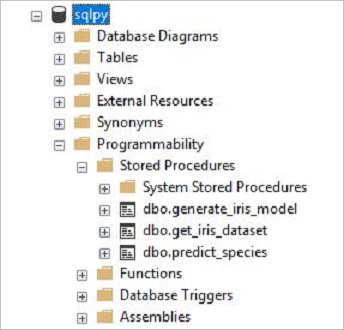 sqlpy
Database Diagrams
Tables
Views
External Resources
Synonyms
Programmability
Stored Procedures
System Stored Procedures
dbo.generate_iris_model
dbo.get_iris_dataset
dbo.predict_species
Functions
Database Triggers
Assemblies